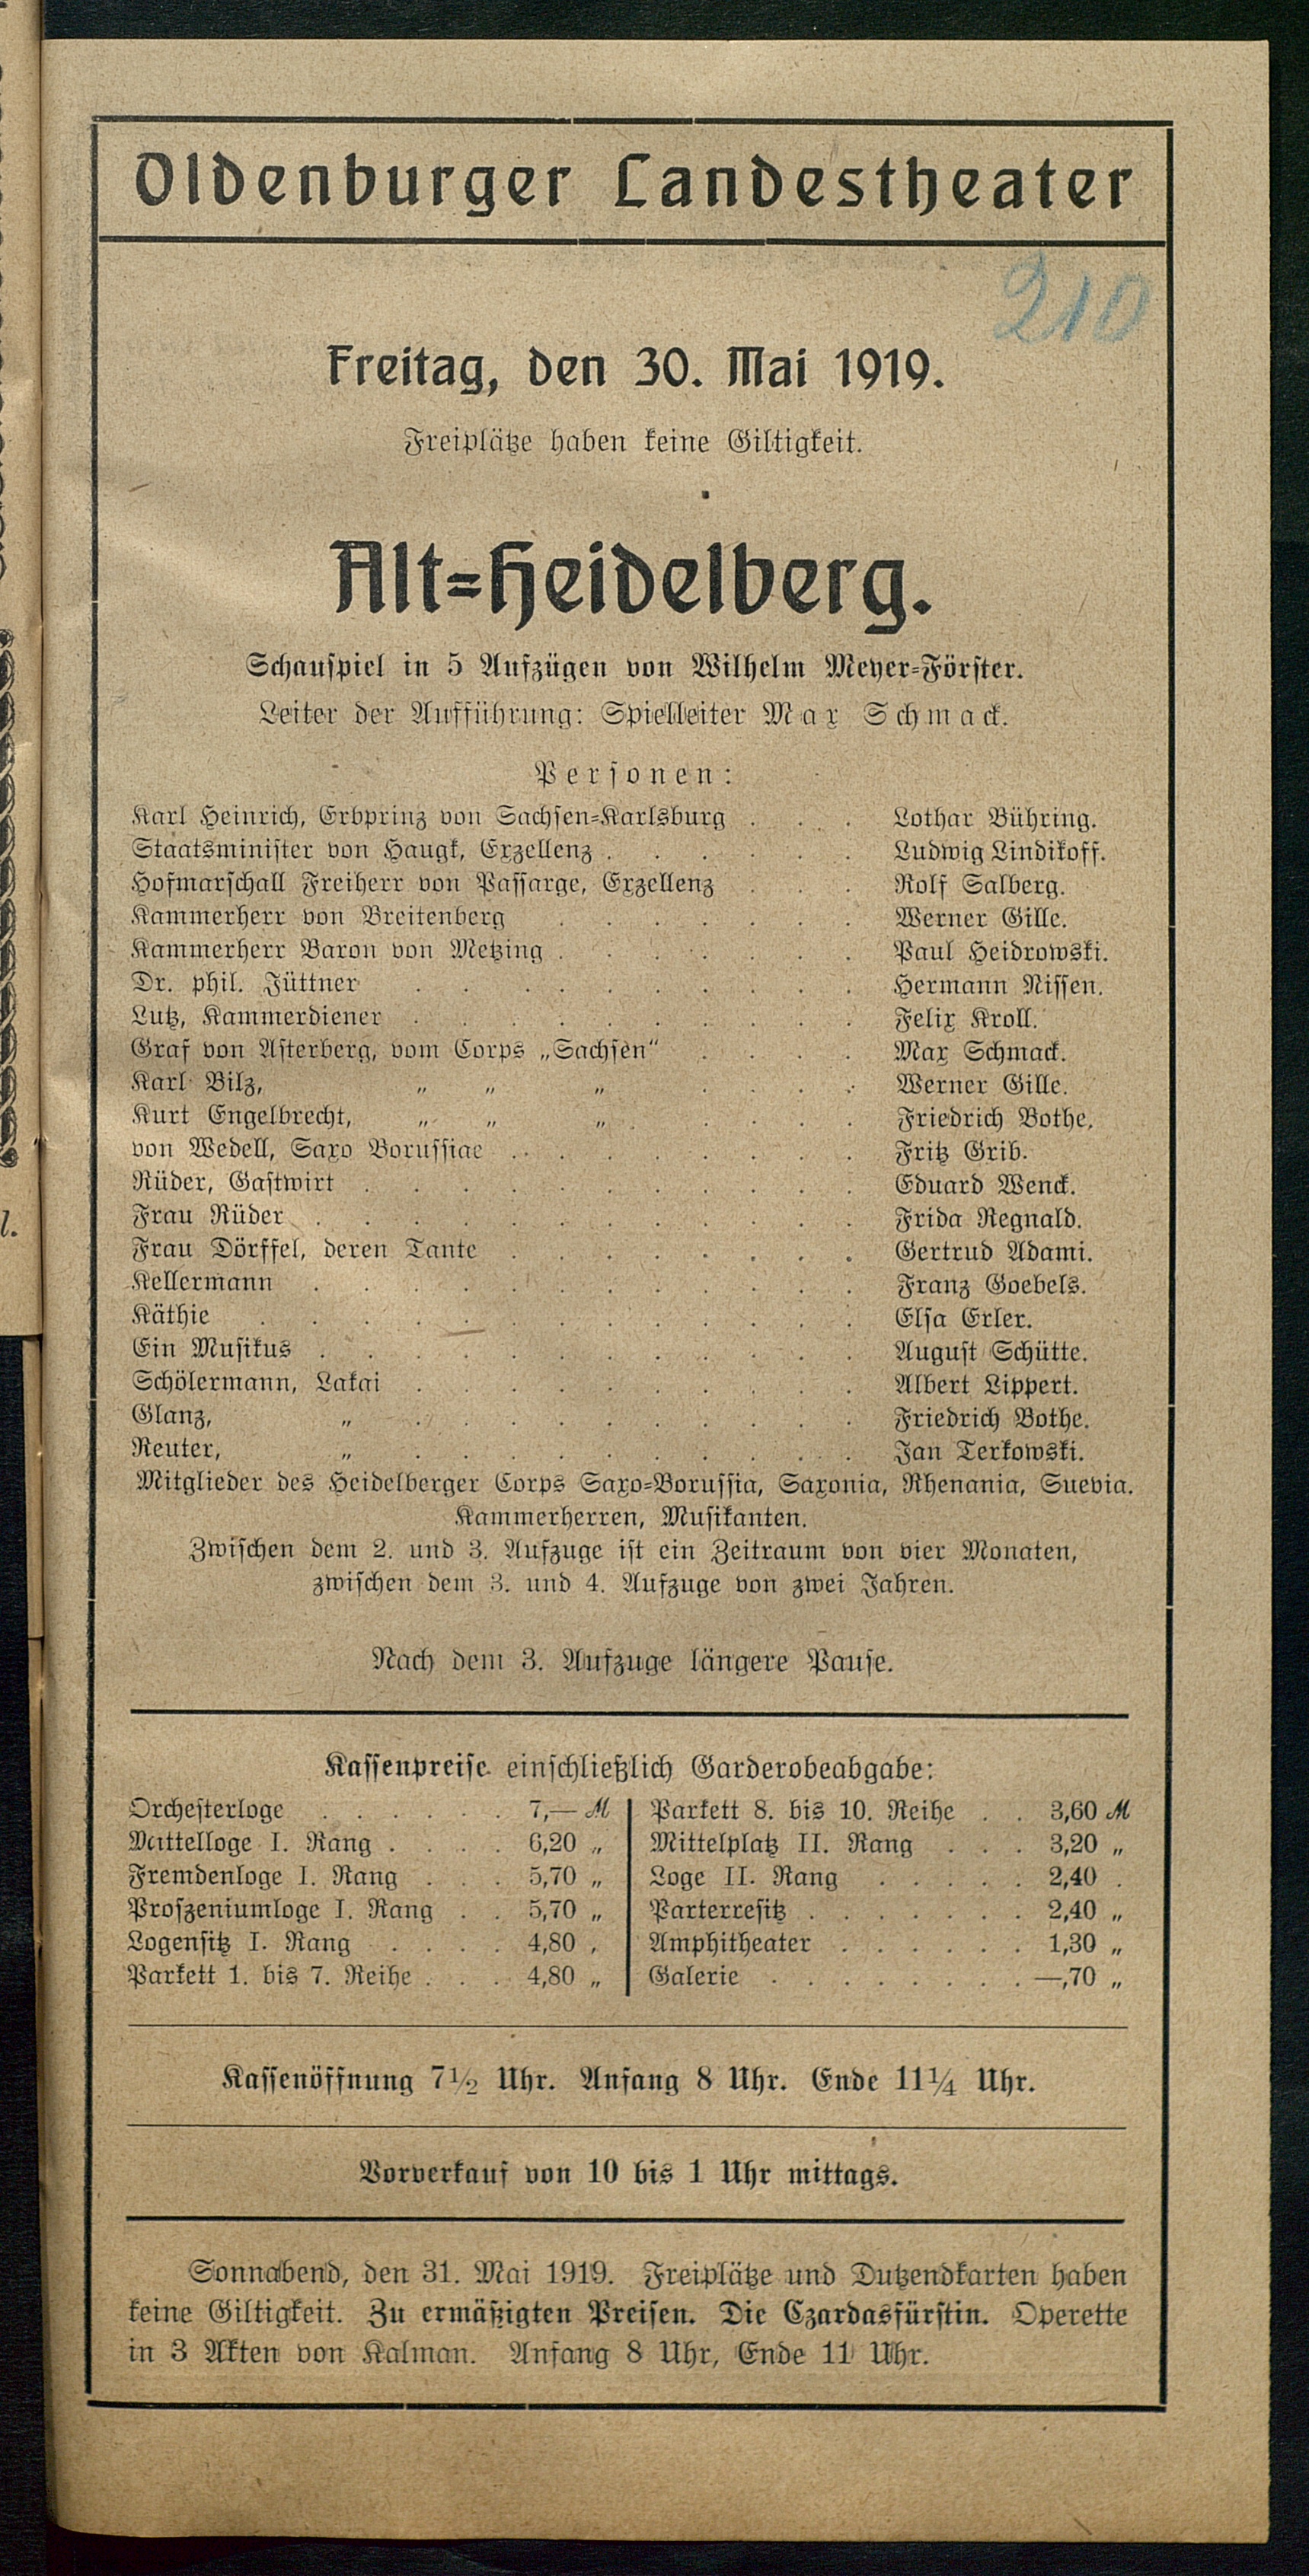 Oldenburger Landestheater
210
Freitag, den 30. Mai 1919.
Freiplätze haben keine Giltigkeit.
Alt=Heidelberg.
Schauspiel in 5 Aufzügen von Wilhelm Meyer=Förster.
Leiter der Aufführung: Spielleiter Max Schmack.
Personen:
Karl Heinrich, Erbprinz von Sachsen=Karlsburg . . . Lothar Bühring.
Staatsminister von Haugk, Exzellenz . . . . . . Ludwig Lindikoff.
Hofmarschall Freiherr von Passarge, Exzellenz . . . Rolf Salberg.
Kammerherr von Breitenberg . . . . . . . Werner Gille.
Kammerherr Baron von Metzing . . . . . . . Paul Heidrowski.
Dr. phil. Jüttner . . . . . . . . . . Hermann Nissen.
Lutz, Kammerdiener . . . . . . . . . . Felix Kroll.
Graf von Asterberg, vom Corps „Sachsen“ . . . . Max Schmack.
Karl Bilz, „ „ „ . . . . Werner Gille.
Kurt Engelbrecht, „ „ „ . . . . Friedrich Bothe,
von Wedell, Saxo Borussiae . . . . . . . . Fritz Grib.
Rüder, Gastwirt . . . . . . . . . . . Eduard Wenck.
Frau Rüder . . . . . . . . . . . . Frida Regnald.
Frau Dörffel, deren Tante . . . . . . . . Gertrud Adami.
Kellermann . . . . . . . . . . . . Franz Goebels.
Käthie . . . . . . . . . . . . . Elsa Erler.
Ein Musikus . . . . . . . . . . . . August Schütte.
Schölermann, Lakai . . . . . . . . . . Albert Lippert.
Glanz, „ . . . . . . . . . . Friedrich Bothe.
Reuter, „ . . . . . . . . . . Jan Terkowski.
Mitglieder des Heidelberger Corps Saxo=Borussia, Saxonia, Rhenania, Suevia.
Kammerherren, Musikanten.
Zwischen dem 2. und 3. Aufzuge ist ein Zeitraum von vier Monaten,
zwischen dem 3. und 4. Aufzuge von zwei Jahren.
Nach dem 3. Aufzuge längere Pause.
Kassenpreise einschließlich Garderobeabgabe:
Orchesterloge . . . . . . 7,— M
Mittelloge I. Rang . . . . 6,20 „
Fremdenloge I. Rang . . . 5,70 „
Proszeniumloge I. Rang . . 5,70 „
Logensitz I. Rang . . . . 4,80 „
Parkett 1. bis 7. Reihe . . . 4,80 „
Parkett 8. bis 10. Reihe . . 3,60 M
Mittelplatz II. Rang . . . 3,20 „
Loge II. Rang . . . . . 2,40 .
Parterresitz . . . . . . . 2,40 „
Amphitheater . . . . . . 1,30 „
Galerie . . . . . . . . —,70 „
Kassenöffnung 7½ Uhr. Anfang 8 Uhr. Ende 11¼ Uhr.
Vorverkauf von 10 bis 1 Uhr mittags.
Sonnabend, den 31. Mai 1919. Freiplätze und Dutzendkarten haben
keine Giltigkeit. Zu ermäßigten Preisen. Die Czardasfürstin. Operette
in 3 Akten von Kalman. Anfang 8 Uhr, Ende 11 Uhr.